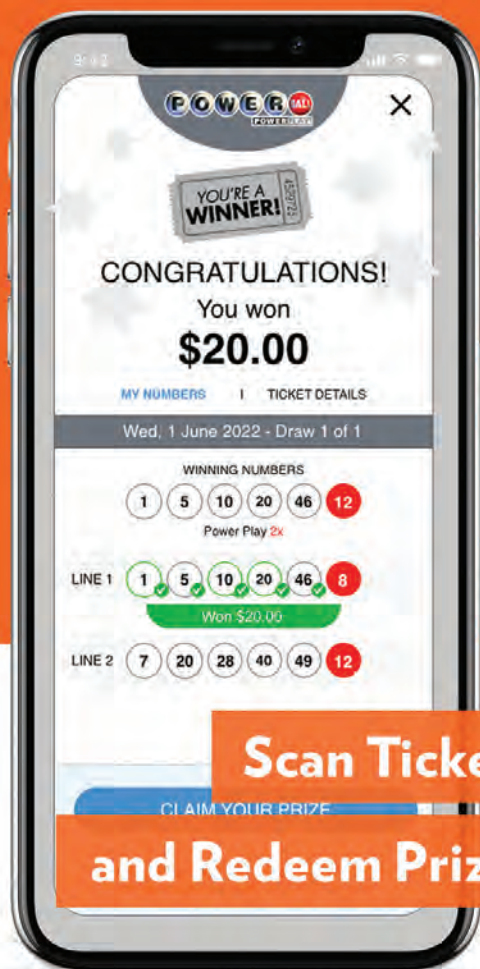 9:42
POWERBALL
POWERPLAY
YOU'RE A
WINNER!
CONGRATULATIONS!
You won
$20.00
MY NUMBERS | TICKET DETAILS
Wed, 1 June 2022 - Draw 1 of 1
WINNING NUMBERS
1 5 10 20 46 12
Power Play 2x
LINE 1 1 5 10 20 46 8
Won $20.00
LINE 2 7 20 28 40 49 12
CLAIM YOUR PRIZE
Scan Ticke
and Redeem Priz